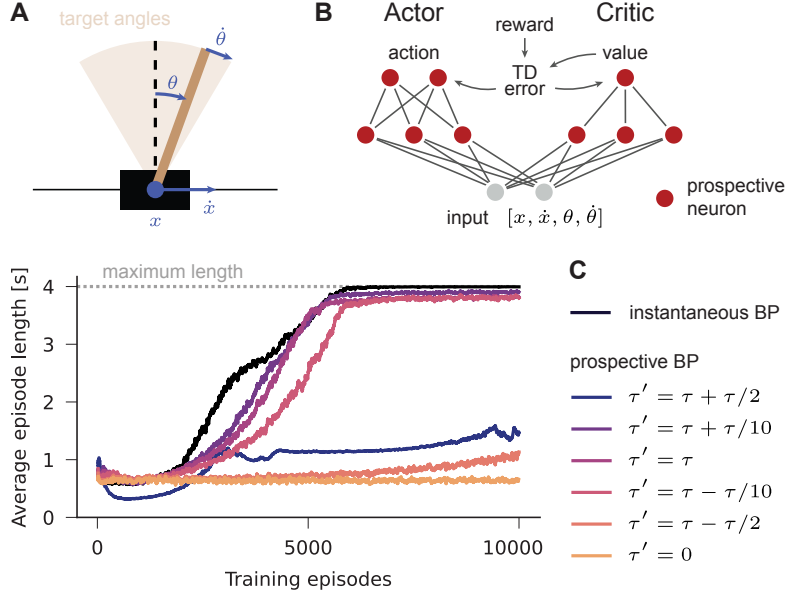 A
target angles
θ̇
θ
ẋ
x
B
Actor
Critic
reward
action
value
TD
error
input [x, ẋ, θ, θ̇]
prospective
neuron
C
maximum length
Average episode length [s]
4
3
2
1
0
0
5000
10000
Training episodes
instantaneous BP
prospective BP
τ′ = τ + τ/2
τ′ = τ + τ/10
τ′ = τ
τ′ = τ − τ/10
τ′ = τ − τ/2
τ′ = 0